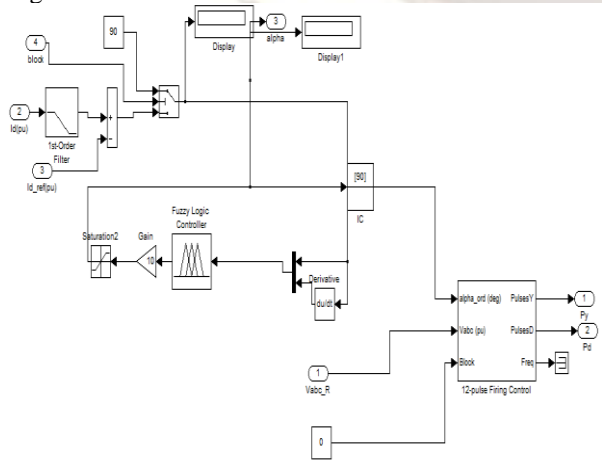 90
4
block
2
Id(pu)
1st-Order
Filter
+
−
3
Id_ref(pu)
Display
3
alpha
Display1
[90]
IC
Saturation2
Gain
10
Fuzzy Logic
Controller
Derivative
du/dt
alpha_ord (deg)
PulsesY
Vabc (pu)
PulsesD
Block
Freq
12-pulse Firing Control
1
Py
2
Pd
1
Vabc_R
0